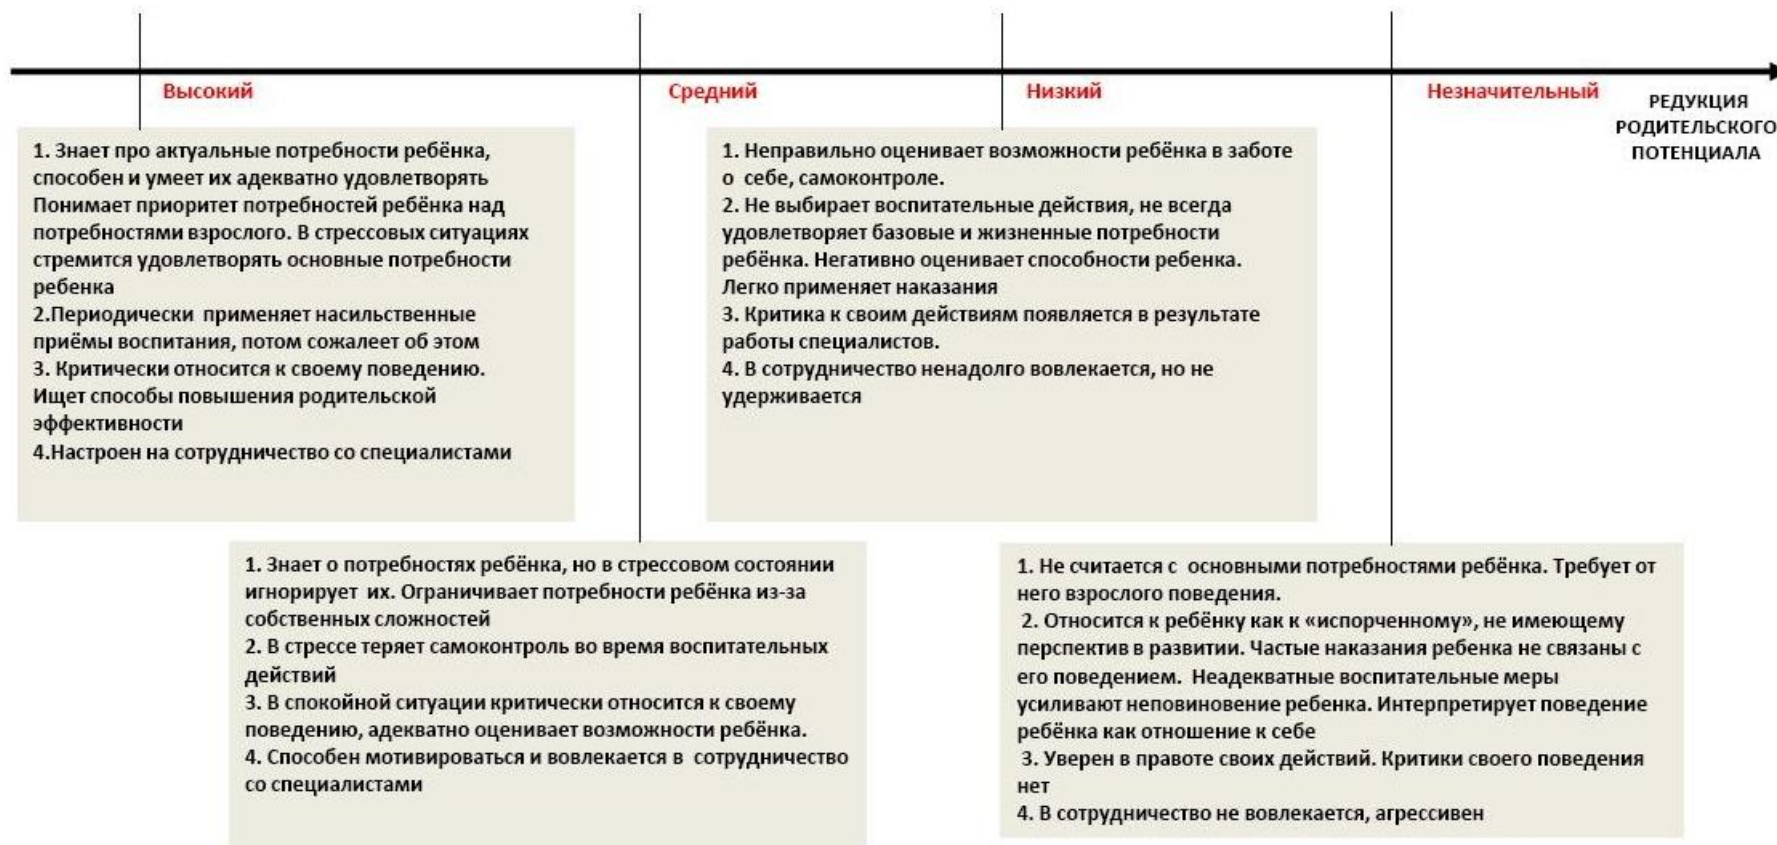 Высокий
Средний
Низкий
Незначительный
РЕДУКЦИЯ
РОДИТЕЛЬСКОГО
ПОТЕНЦИАЛА
1. Знает про актуальные потребности ребёнка,
способен и умеет их адекватно удовлетворять
Понимает приоритет потребностей ребёнка над
потребностями взрослого. В стрессовых ситуациях
стремится удовлетворять основные потребности
ребенка
2.Периодически применяет насильственные
приёмы воспитания, потом сожалеет об этом
3. Критически относится к своему поведению.
Ищет способы повышения родительской
эффективности
4.Настроен на сотрудничество со специалистами
1. Неправильно оценивает возможности ребёнка в заботе
о себе, самоконтроле.
2. Не выбирает воспитательные действия, не всегда
удовлетворяет базовые и жизненные потребности
ребёнка. Негативно оценивает способности ребенка.
Легко применяет наказания
3. Критика к своим действиям появляется в результате
работы специалистов.
4. В сотрудничество ненадолго вовлекается, но не
удерживается
1. Знает о потребностях ребёнка, но в стрессовом состоянии
игнорирует их. Ограничивает потребности ребёнка из-за
собственных сложностей
2. В стрессе теряет самоконтроль во время воспитательных
действий
3. В спокойной ситуации критически относится к своему
поведению, адекватно оценивает возможности ребёнка.
4. Способен мотивироваться и вовлекается в сотрудничество
со специалистами
1. Не считается с основными потребностями ребёнка. Требует от
него взрослого поведения.
2. Относится к ребёнку как к «испорченному», не имеющему
перспектив в развитии. Частые наказания ребенка не связаны с
его поведением. Неадекватные воспитательные меры
усиливают неповиновение ребенка. Интерпретирует поведение
ребёнка как отношение к себе
3. Уверен в правоте своих действий. Критики своего поведения
нет
4. В сотрудничество не вовлекается, агрессивен